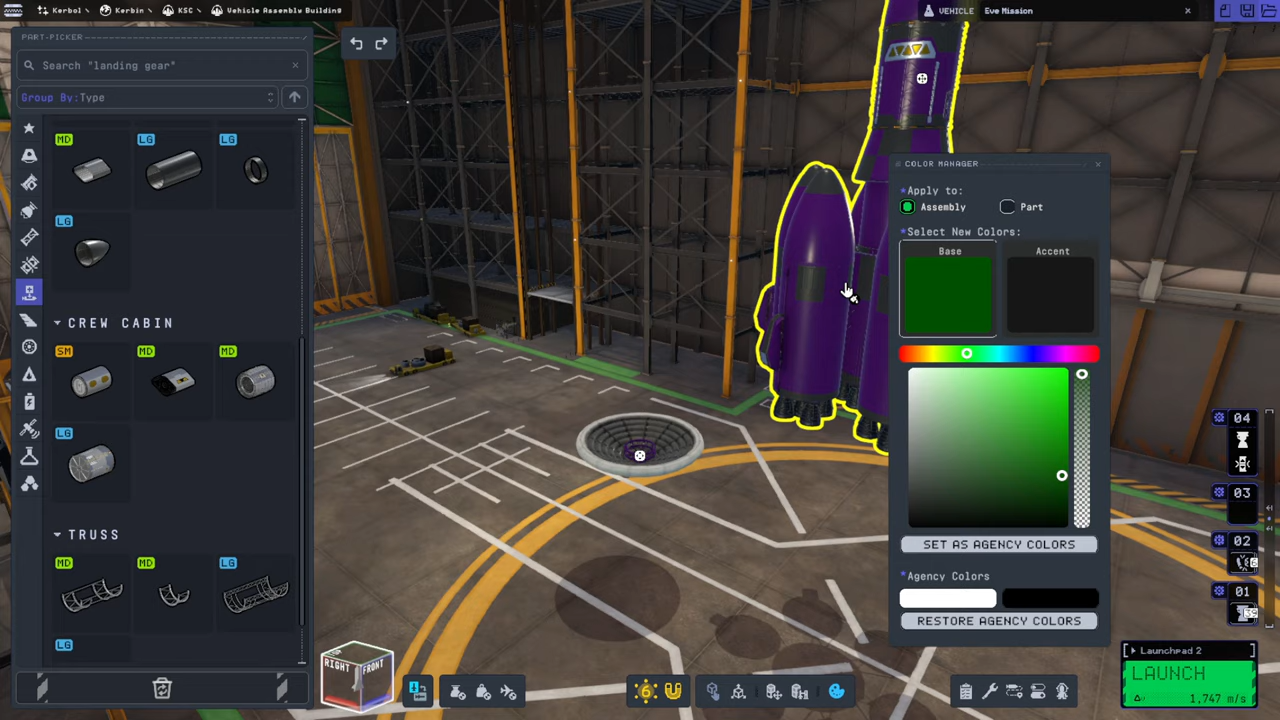 Kerbol
Kerbin
KSC
Vehicle Assembly Building
VEHICLE
Eve Mission
PART-PICKER
Search "landing gear"
Group By: Type
MD
LG
LG
LG
CREW CABIN
SM
MD
MD
LG
TRUSS
MD
MD
LG
LG
COLOR MANAGER
*Apply to:
Assembly
Part
*Select New Colors:
Base
Accent
SET AS AGENCY COLORS
*Agency Colors
RESTORE AGENCY COLORS
04
03
02
6
01
RIGHT
FRONT
6
Launchpad 2
LAUNCH
Δv 1,747 m/s